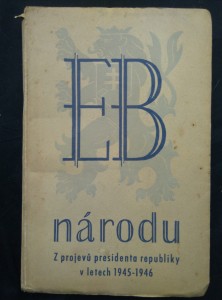 EB
národu
Z projevů presidenta republiky
v letech 1945-1946